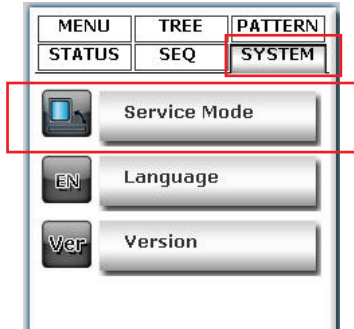 MENU TREE PATTERN
STATUS SEQ SYSTEM
Service Mode
EN Language
Ver Version